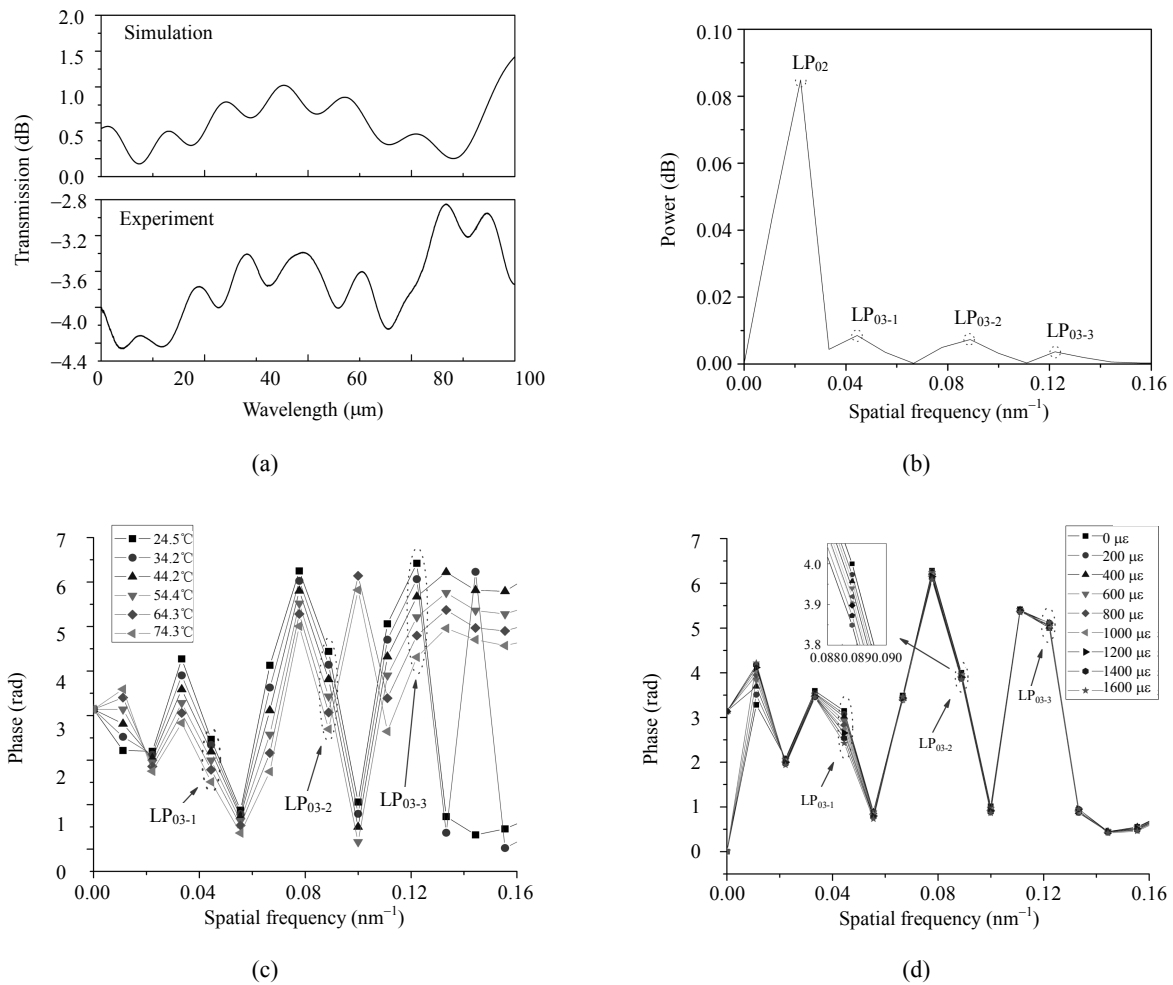 2.0
1.5
1.0
0.5
0.0
Simulation
−2.8
−3.2
−3.6
−4.0
−4.4
Experiment
Transmission (dB)
0 20 40 60 80 100
Wavelength (μm)
(a)
0.10
0.08
0.06
0.04
0.02
0.00
Power (dB)
LP02
LP03-1
LP03-2
LP03-3
0.00 0.04 0.08 0.12 0.16
Spatial frequency (nm−1)
(b)
24.5℃
34.2℃
44.2℃
54.4℃
64.3℃
74.3℃
7
6
5
4
3
2
1
0
Phase (rad)
LP03-1
LP03-2
LP03-3
0.00 0.04 0.08 0.12 0.16
Spatial frequency (nm−1)
(c)
0 με
200 με
400 με
600 με
800 με
1000 με
1200 με
1400 με
1600 με
4.0
3.9
3.8
0.0880.0890.090
7
6
5
4
3
2
1
0
Phase (rad)
LP03-1
LP03-2
LP03-3
0.00 0.04 0.08 0.12 0.16
Spatial frequency (nm−1)
(d)